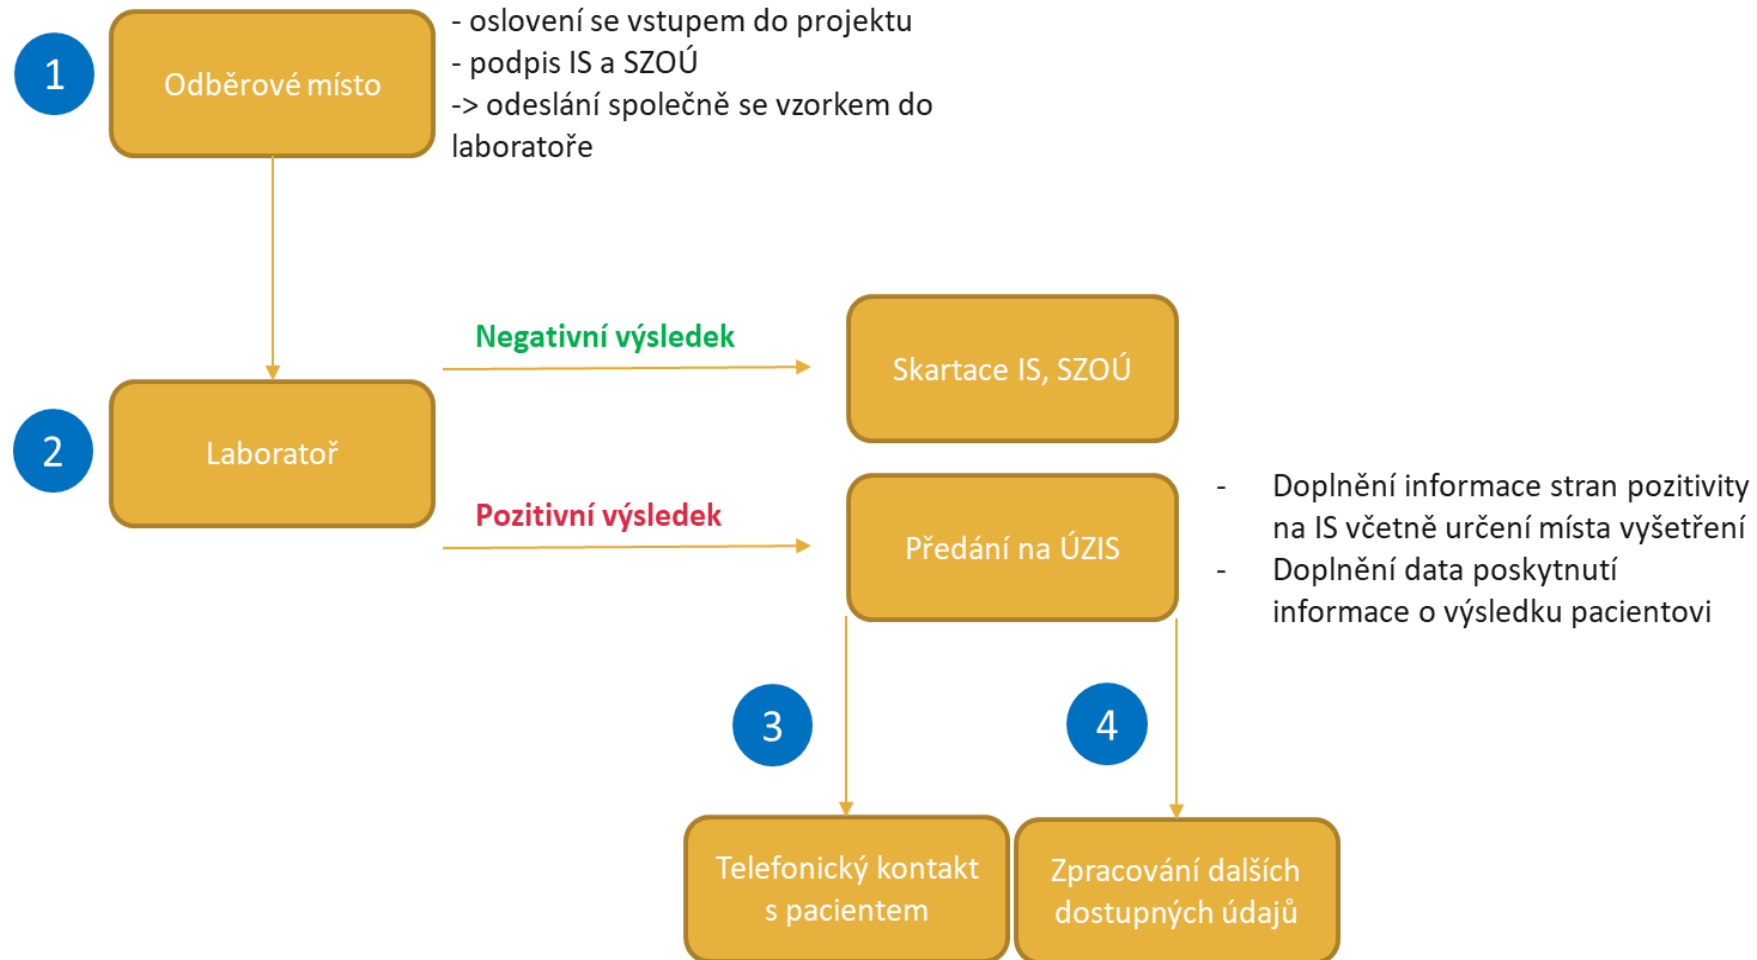 1
Odběrové místo
- oslovení se vstupem do projektu
- podpis IS a SZOÚ
-> odeslání společně se vzorkem do
laboratoře
2
Laboratoř
Negativní výsledek
Skartace IS, SZOÚ
Pozitivní výsledek
Předání na ÚZIS
- Doplnění informace stran pozitivity
na IS včetně určení místa vyšetření
- Doplnění data poskytnutí
informace o výsledku pacientovi
3
4
Telefonický kontakt
s pacientem
Zpracování dalších
dostupných údajů